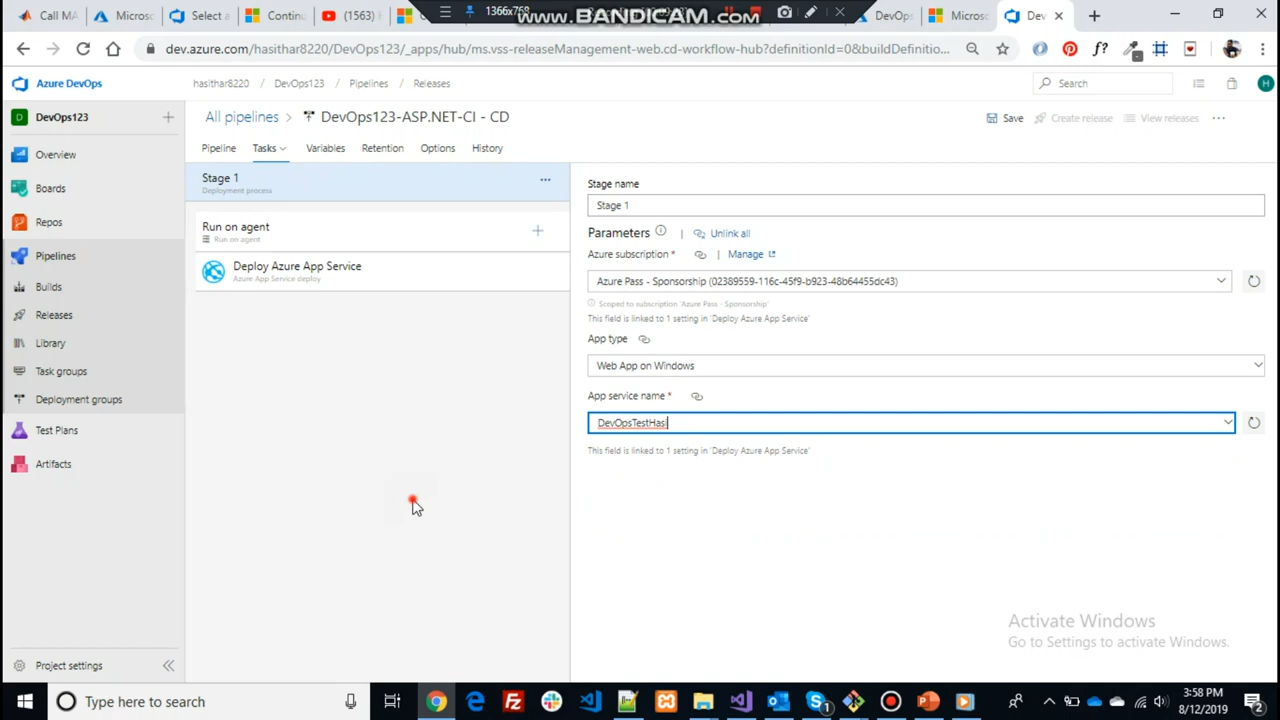 Call MA
Microso
Select a
Contin
(1563)
1366x768
www.BANDICAM.com
DevOp
Micros
Dev
dev.azure.com/hasithar8220/DevOps123/_apps/hub/ms.vss-releaseManagement-web.cd-workflow-hub?definitionId=0&buildDefinitio...
f?
Azure DevOps
hasithar8220 / DevOps123 / Pipelines / Releases
Search
H
D DevOps123
All pipelines > DevOps123-ASP.NET-CI - CD
Save
Create release
View releases
Pipeline
Tasks
Variables
Retention
Options
History
Overview
Boards
Repos
Pipelines
Builds
Releases
Library
Task groups
Deployment groups
Test Plans
Artifacts
Project settings
Stage 1
Deployment process
Run on agent
Run on agent
Deploy Azure App Service
Azure App Service deploy
Stage name
Stage 1
Parameters | Unlink all
Azure subscription * | Manage
Azure Pass - Sponsorship (02389559-116c-45f9-b923-48b64455dc43)
Scoped to subscription 'Azure Pass - Sponsorship'
This field is linked to 1 setting in 'Deploy Azure App Service'
App type
Web App on Windows
App service name *
DevOpsTestHasi
This field is linked to 1 setting in 'Deploy Azure App Service'
Activate Windows
Go to Settings to activate Windows.
Type here to search
3:58 PM
8/12/2019